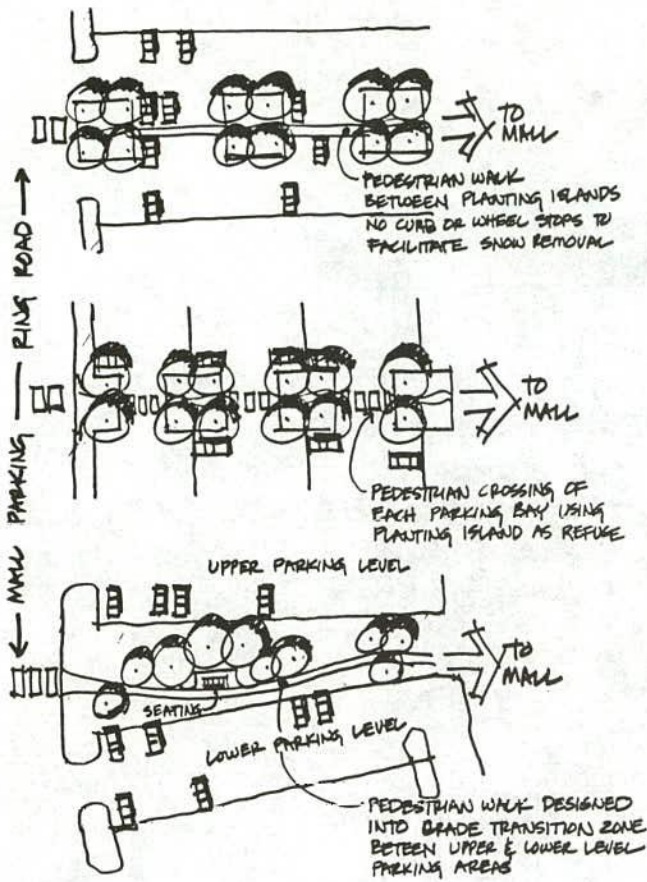 TO
MALL
PEDESTRIAN WALK
BETWEEN PLANTING ISLANDS
NO CURB OR WHEEL STOPS TO
FACILITATE SNOW REMOVAL
MALL PARKING — RING ROAD
TO
MALL
PEDESTRIAN CROSSING OF
EACH PARKING BAY USING
PLANTING ISLAND AS REFUGE
UPPER PARKING LEVEL
TO
MALL
SEATING
LOWER PARKING LEVEL
PEDESTRIAN WALK DESIGNED
INTO GRADE TRANSITION ZONE
BETEEN UPPER & LOWER LEVEL
PARKING AREAS